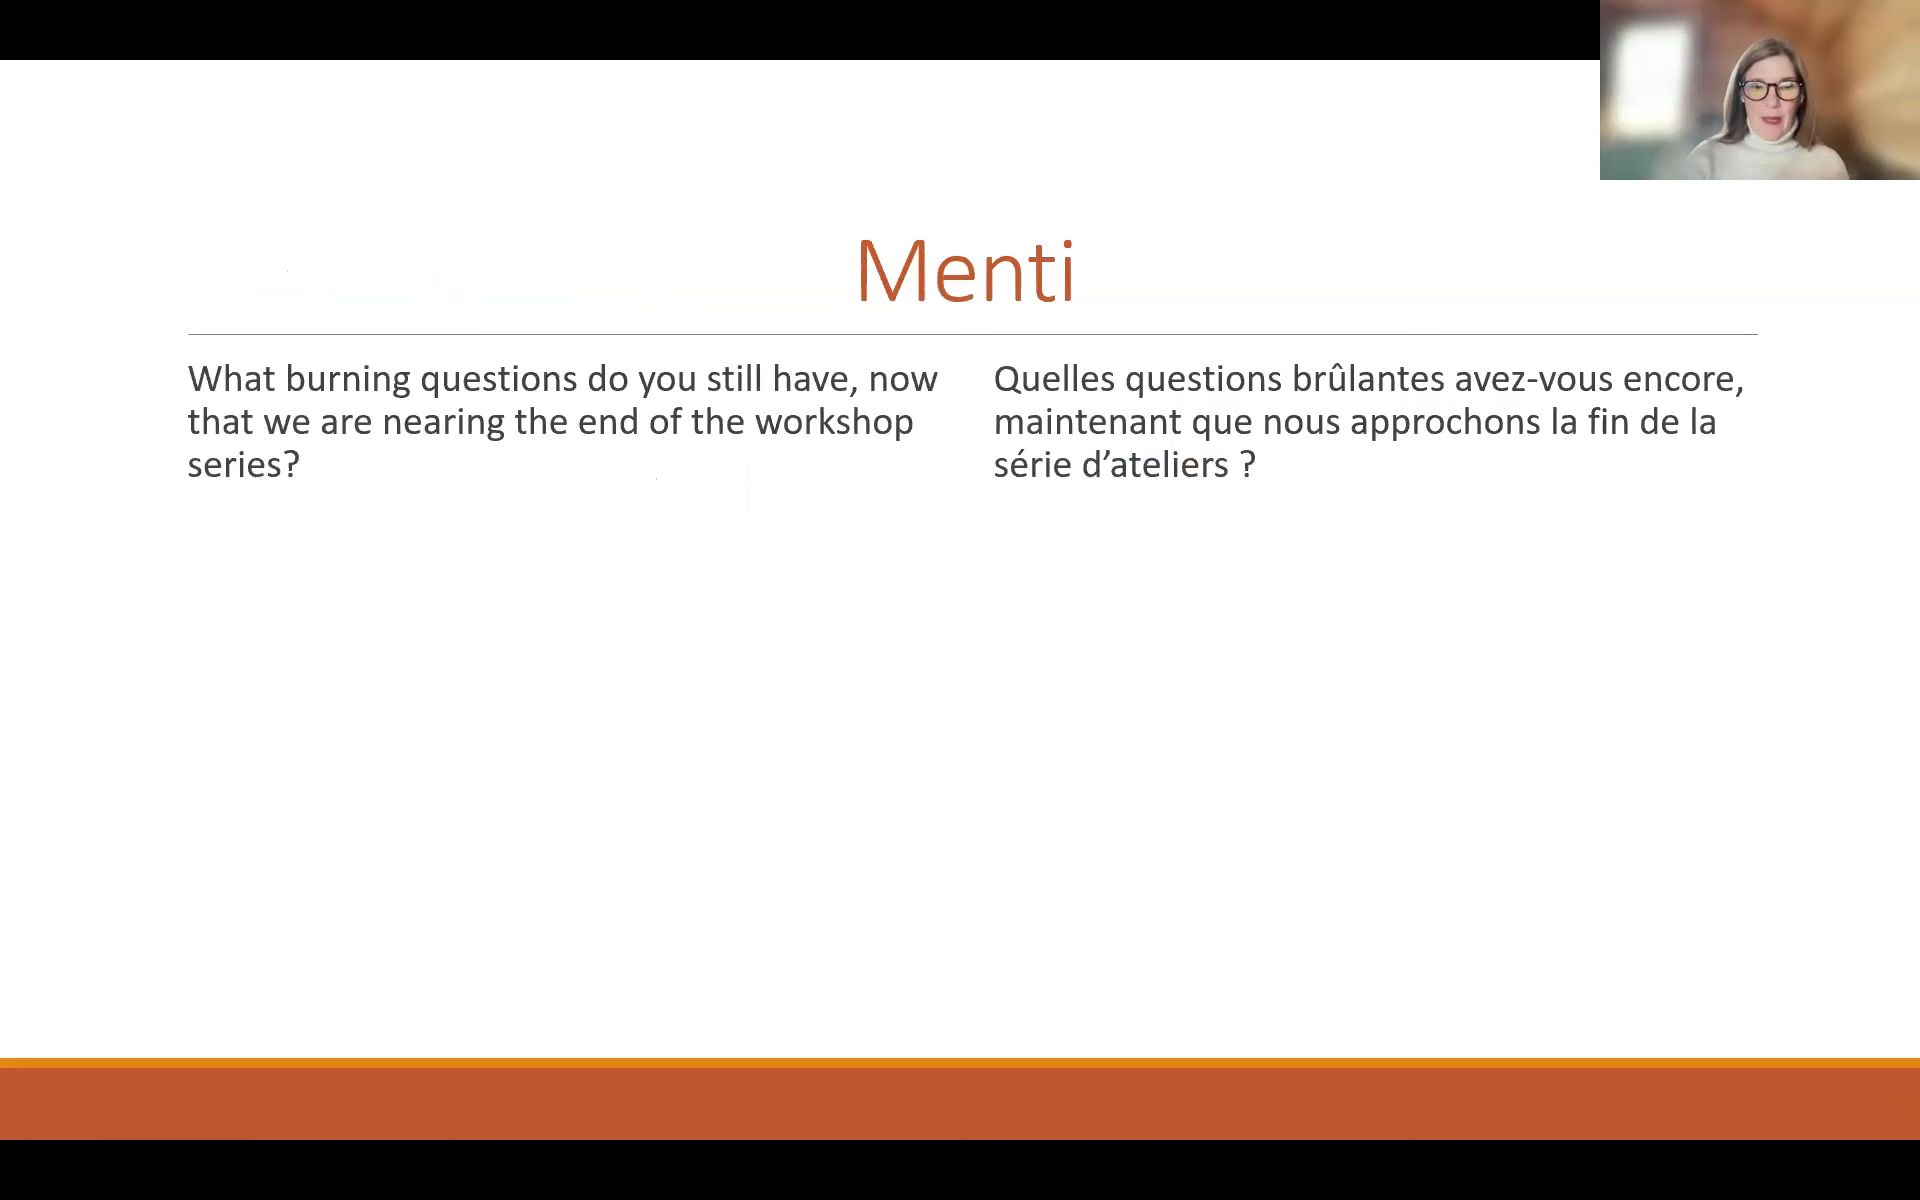 Menti
What burning questions do you still have, now
that we are nearing the end of the workshop
series?
Quelles questions brûlantes avez-vous encore,
maintenant que nous approchons la fin de la
série d’ateliers ?